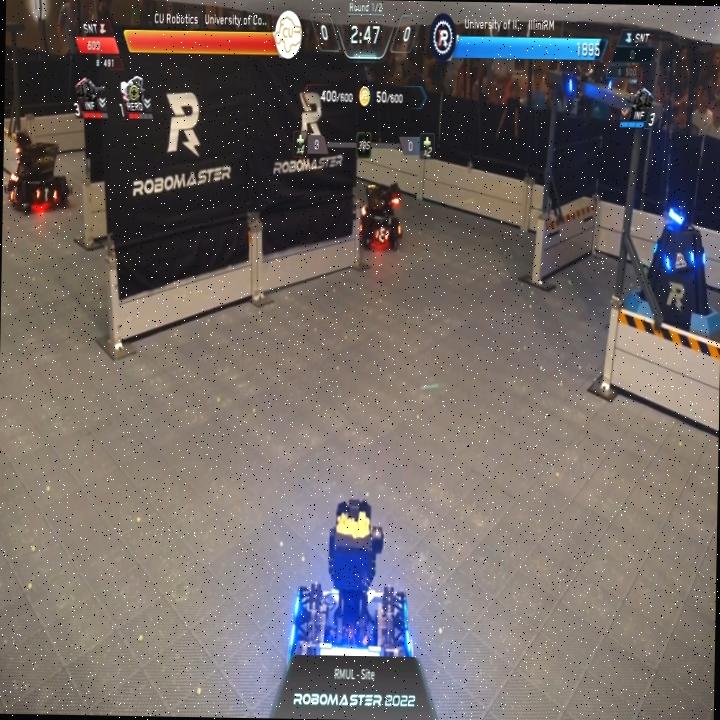 Round 1/2
CU Robotics University of Co...
0 2:47 0
University of Il... IlliniRM
SNT
600
1895
SNT
400/600 50/600
INF
HERO
3
1
INF 3
3
0
R
ROBOMASTER
R
ROBOMASTER
R
RMUL - Site
ROBOMASTER 2022